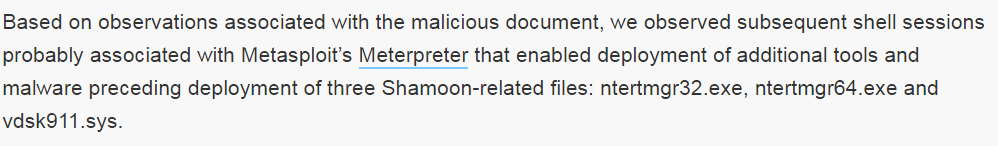 Based on observations associated with the malicious document, we observed subsequent shell sessions
probably associated with Metasploit’s Meterpreter that enabled deployment of additional tools and
malware preceding deployment of three Shamoon-related files: ntertmgr32.exe, ntertmgr64.exe and
vdsk911.sys.